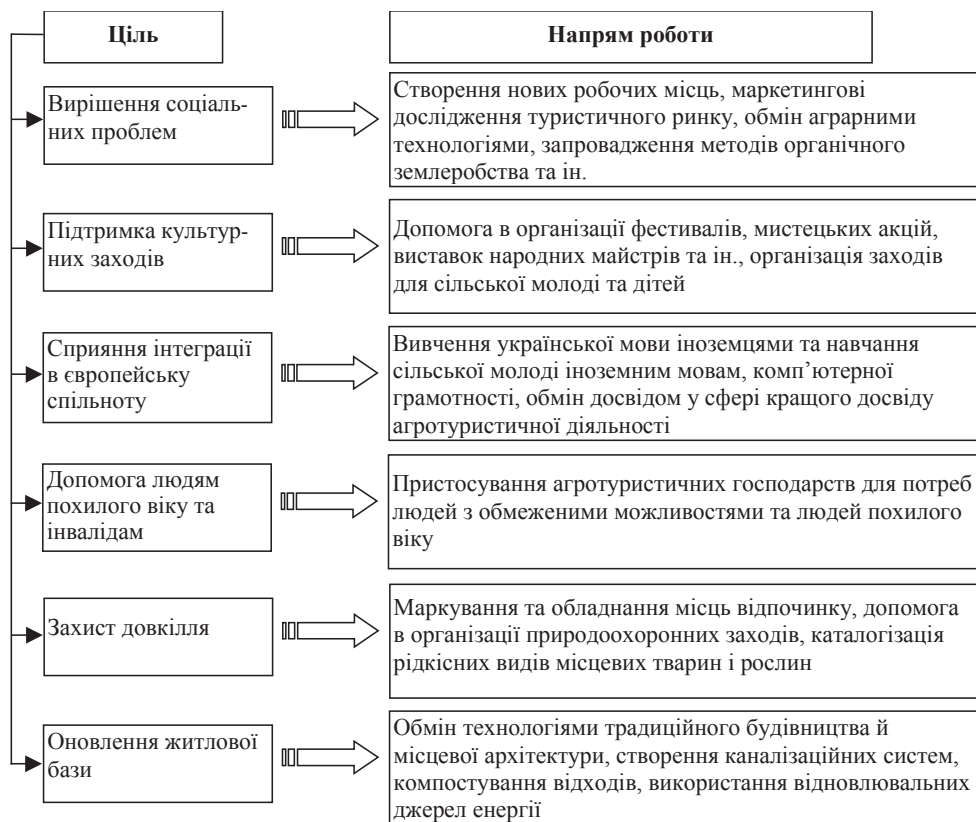 Ціль
Напрям роботи
Вирішення соціаль-
них проблем
Створення нових робочих місць, маркетингові
дослідження туристичного ринку, обмін аграрними
технологіями, запровадження методів органічного
землеробства та ін.
Підтримка культур-
них заходів
Допомога в організації фестивалів, мистецьких акцій,
виставок народних майстрів та ін., організація заходів
для сільської молоді та дітей
Сприяння інтеграції
в європейську
спільноту
Вивчення української мови іноземцями та навчання
сільської молоді іноземним мовам, комп’ютерної
грамотності, обмін досвідом у сфері кращого досвіду
агротуристичної діяльності
Допомога людям
похилого віку та
інвалідам
Пристосування агротуристичних господарств для потреб
людей з обмеженими можливостями та людей похилого
віку
Захист довкілля
Маркування та обладнання місць відпочинку, допомога
в організації природоохоронних заходів, каталогізація
рідкісних видів місцевих тварин і рослин
Оновлення житлової
бази
Обмін технологіями традиційного будівництва й
місцевої архітектури, створення каналізаційних систем,
компостування відходів, використання відновлювальних
джерел енергії